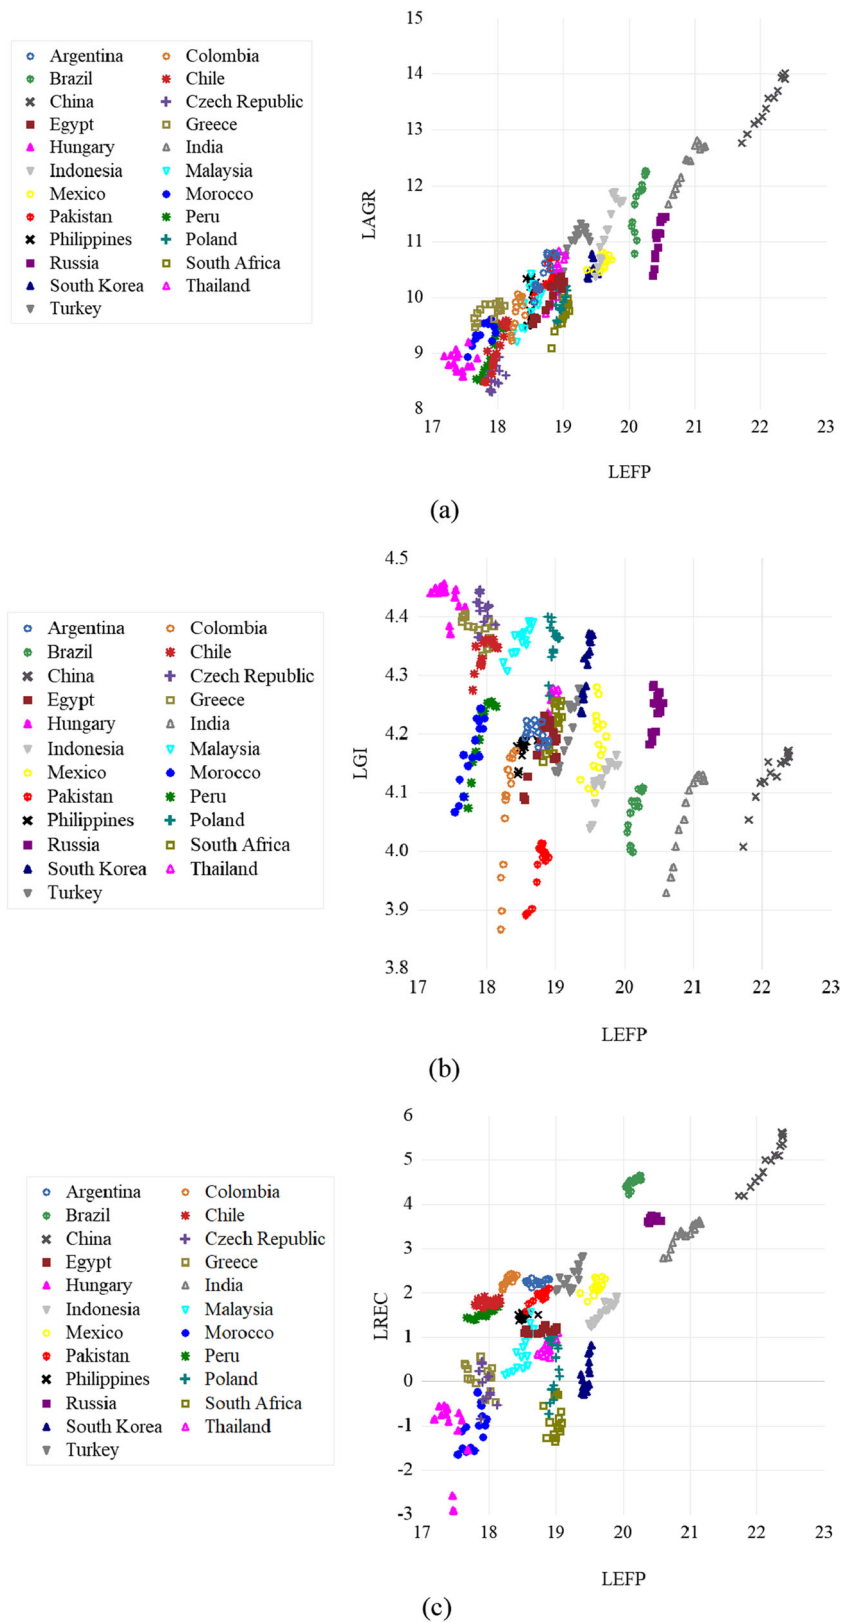 15
14
13
12
11
10
9
8
LAGR
Argentina Colombia
Brazil Chile
China Czech Republic
Egypt Greece
Hungary India
Indonesia Malaysia
Mexico Morocco
Pakistan Peru
Philippines Poland
Russia South Africa
South Korea Thailand
Turkey
17 18 19 20 21 22 23
LEFP
(a)
4.5
4.4
4.3
4.2
4.1
4.0
3.9
3.8
LGI
Argentina Colombia
Brazil Chile
China Czech Republic
Egypt Greece
Hungary India
Indonesia Malaysia
Mexico Morocco
Pakistan Peru
Philippines Poland
Russia South Africa
South Korea Thailand
Turkey
17 18 19 20 21 22 23
LEFP
(b)
6
5
4
3
2
1
0
-1
-2
-3
LREC
Argentina Colombia
Brazil Chile
China Czech Republic
Egypt Greece
Hungary India
Indonesia Malaysia
Mexico Morocco
Pakistan Peru
Philippines Poland
Russia South Africa
South Korea Thailand
Turkey
17 18 19 20 21 22 23
LEFP
(c)